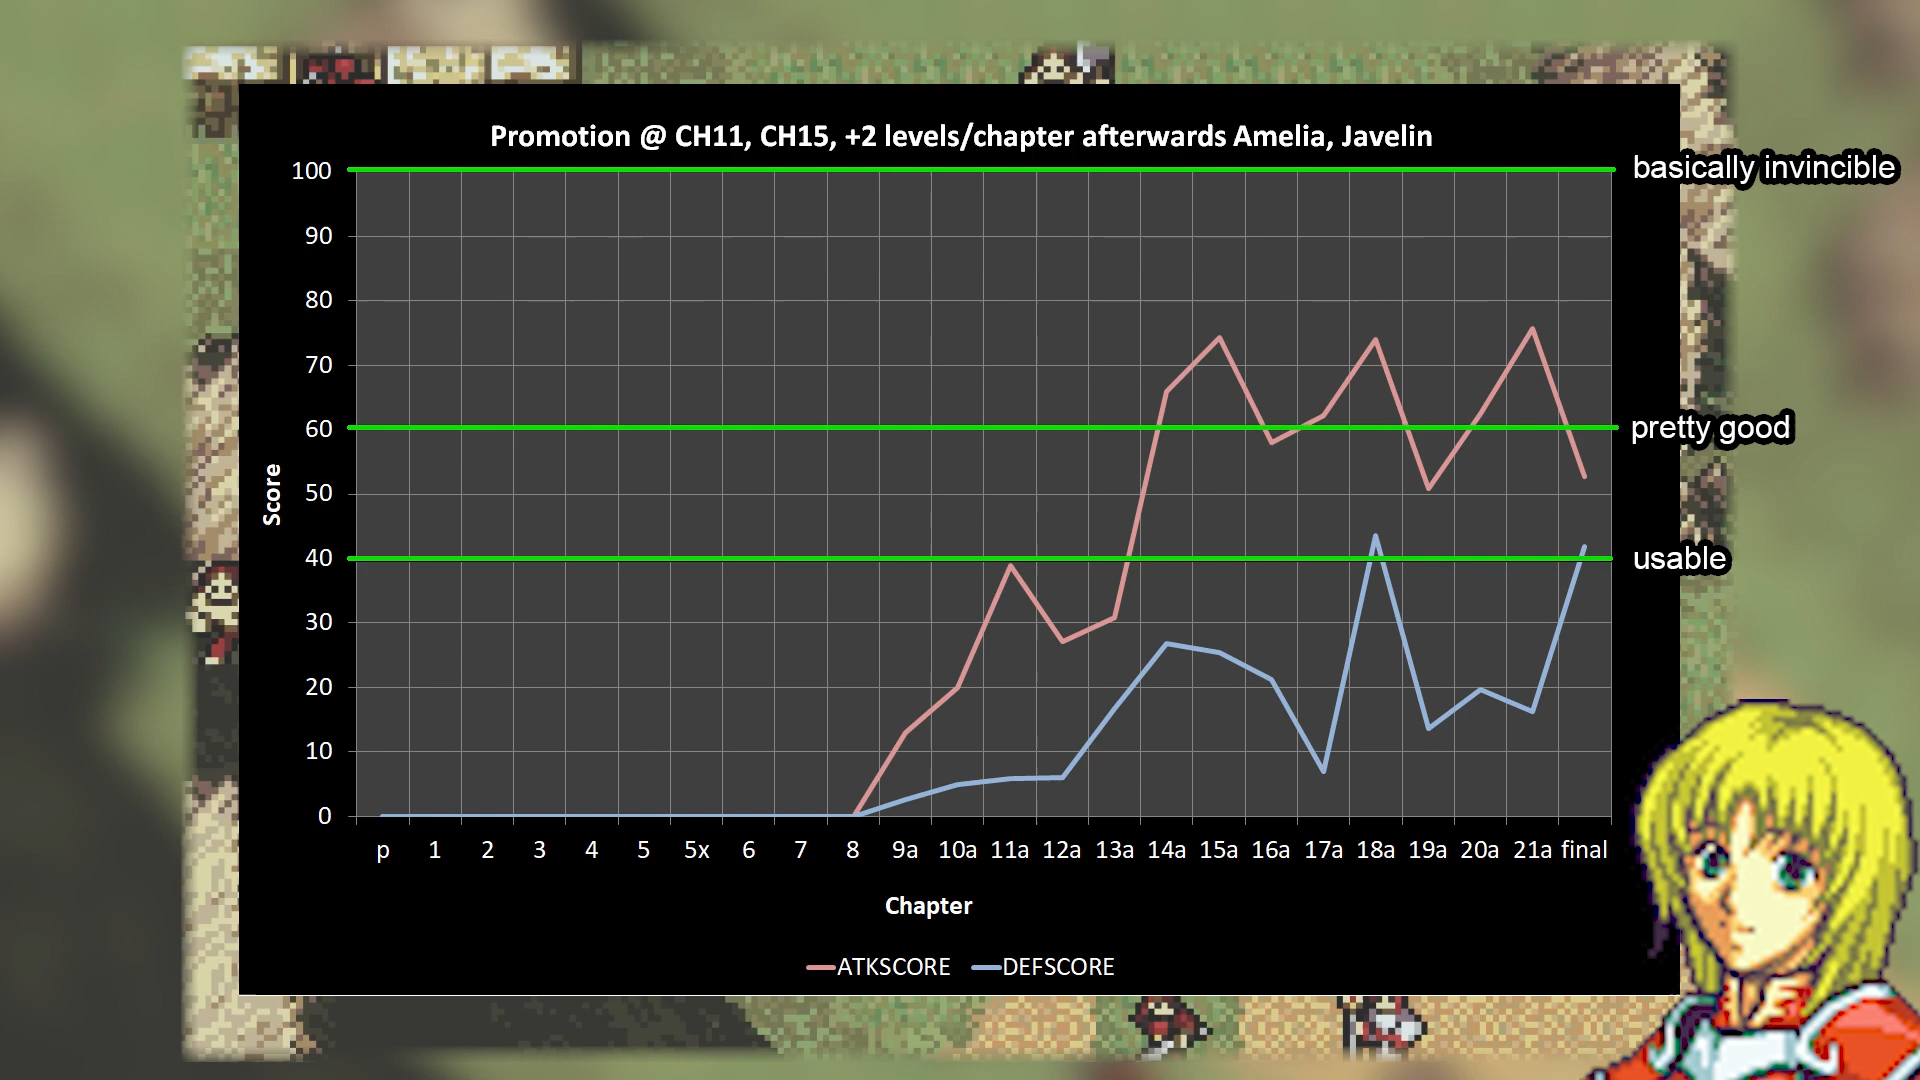 Promotion @ CH11, CH15, +2 levels/chapter afterwards Amelia, Javelin
100
basically invincible
90
80
70
60
pretty good
50
Score
40
usable
30
20
10
0
p 1 2 3 4 5 5x 6 7 8 9a 10a 11a 12a 13a 14a 15a 16a 17a 18a 19a 20a 21a final
Chapter
ATKSCORE DEFSCORE